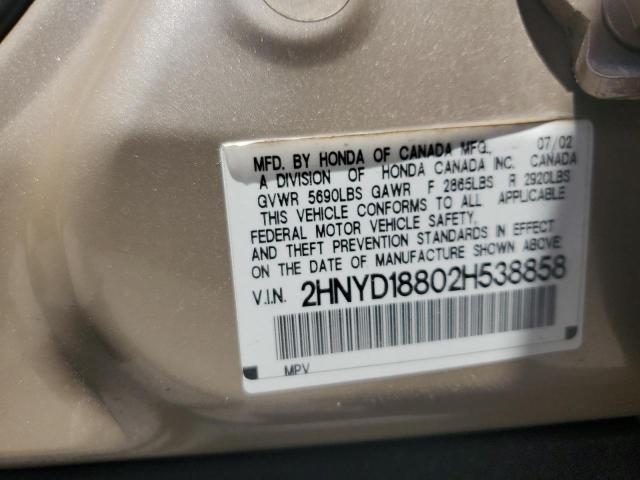 MFD. BY HONDA OF CANADA MFG., 07/02
A DIVISION OF HONDA CANADA INC. CANADA
GVWR 5690LBS GAWR F 2865LBS R 2920LBS
THIS VEHICLE CONFORMS TO ALL APPLICABLE
FEDERAL MOTOR VEHICLE SAFETY,
AND THEFT PREVENTION STANDARDS IN EFFECT
ON THE DATE OF MANUFACTURE SHOWN ABOVE.
V.I.N. 2HNYD18802H538858
MPV